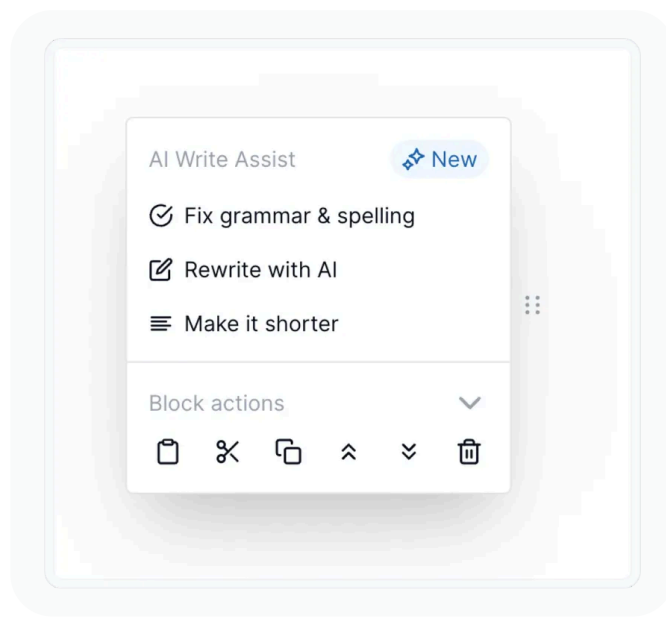 AI Write Assist
New
Fix grammar & spelling
Rewrite with AI
Make it shorter
Block actions